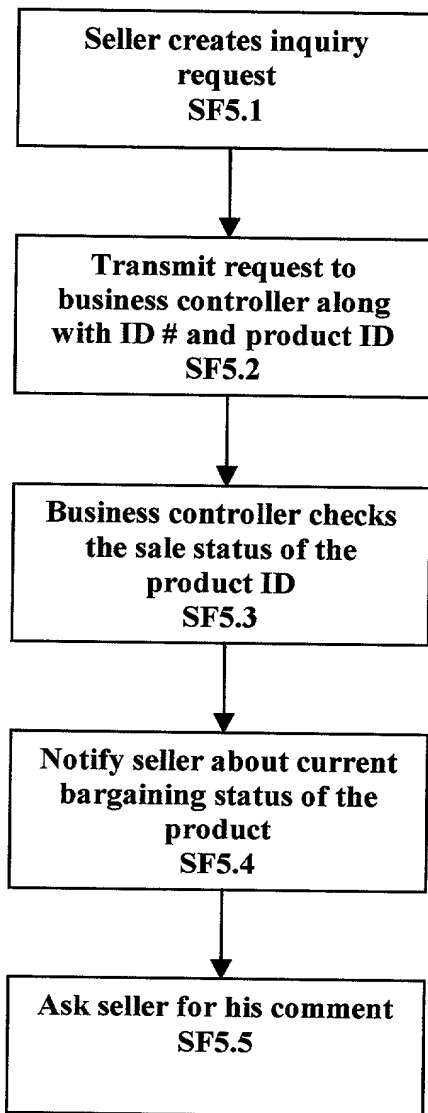 Seller creates inquiry
request
SF5.1
Transmit request to
business controller along
with ID # and product ID
SF5.2
Business controller checks
the sale status of the
product ID
SF5.3
Notify seller about current
bargaining status of the
product
SF5.4
Ask seller for his comment
SF5.5